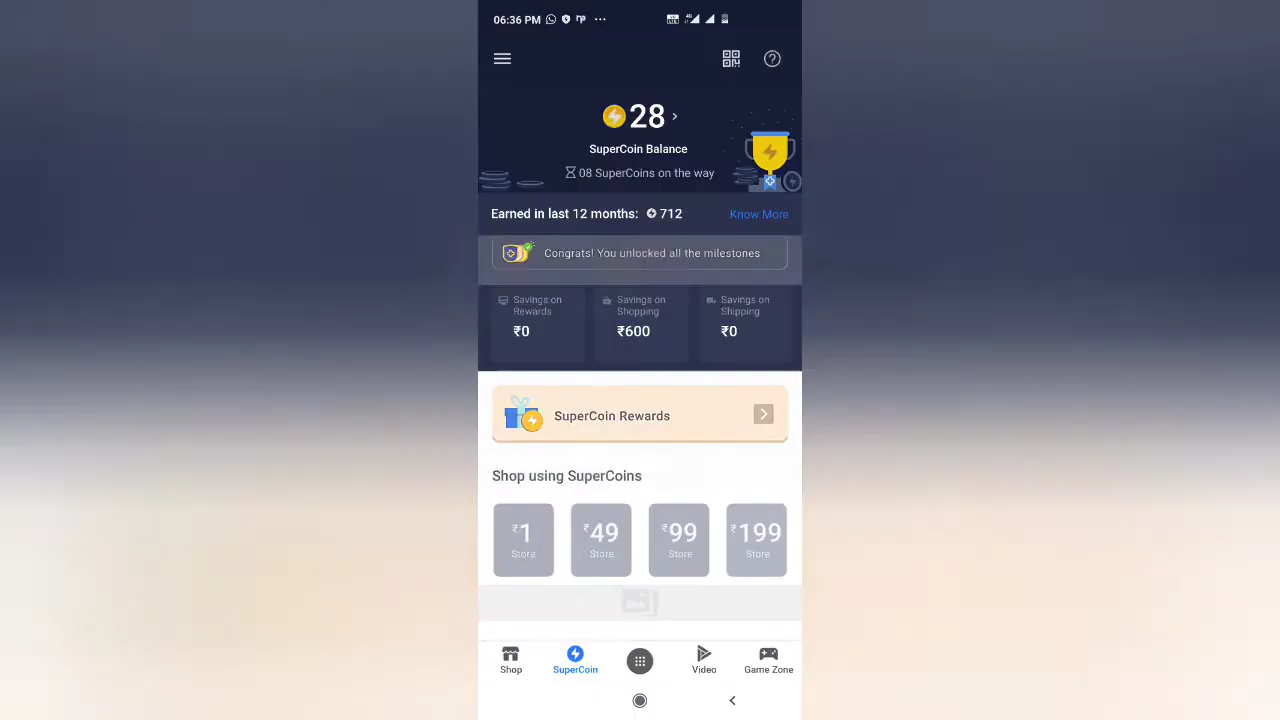 06:36 PM
28
SuperCoin Balance
08 SuperCoins on the way
Earned in last 12 months: 712 Know More
Congrats! You unlocked all the milestones
Savings on Rewards
₹0
Savings on Shopping
₹600
Savings on Shipping
₹0
SuperCoin Rewards
Shop using SuperCoins
₹1 Store
₹49 Store
₹99 Store
₹199 Store
Shop SuperCoin Video Game Zone